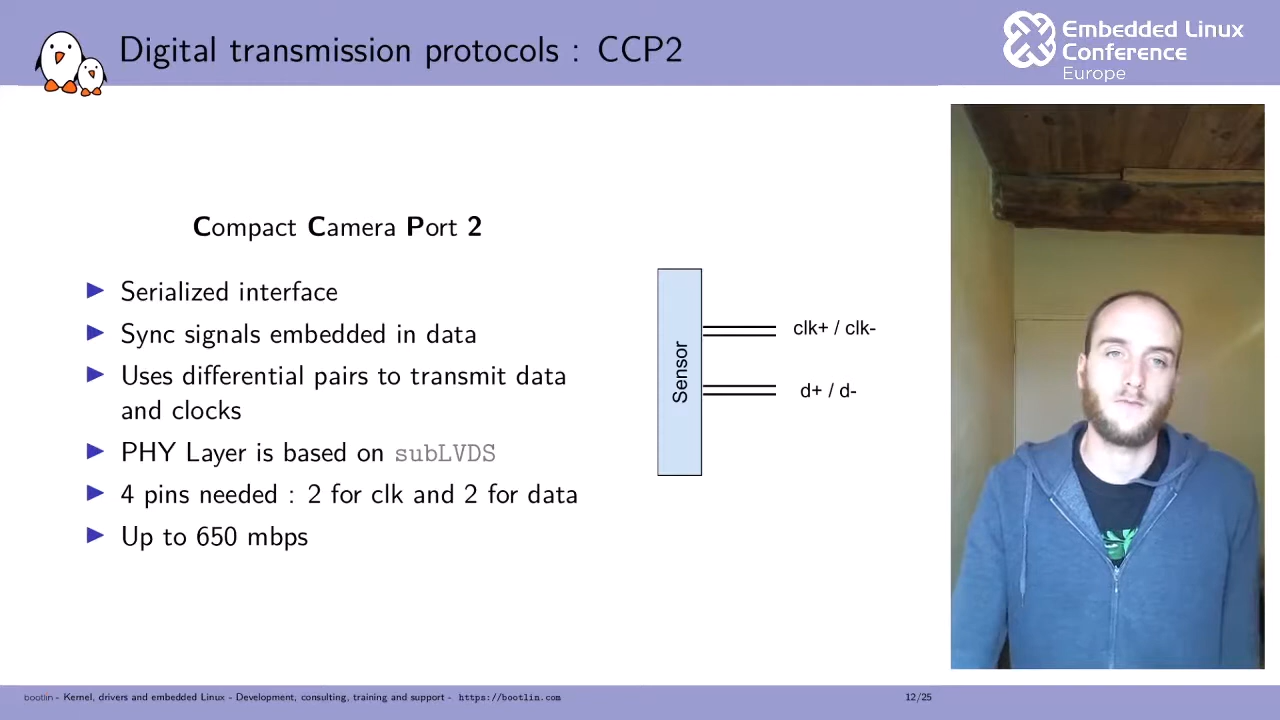 Digital transmission protocols : CCP2
Embedded Linux
Conference
Europe
Compact Camera Port 2
Serialized interface
Sync signals embedded in data
Uses differential pairs to transmit data
and clocks
PHY Layer is based on subLVDS
4 pins needed : 2 for clk and 2 for data
Up to 650 mbps
Sensor
clk+ / clk-
d+ / d-
bootlin - Kernel, drivers and embedded Linux - Development, consulting, training and support - https://bootlin.com
12/25